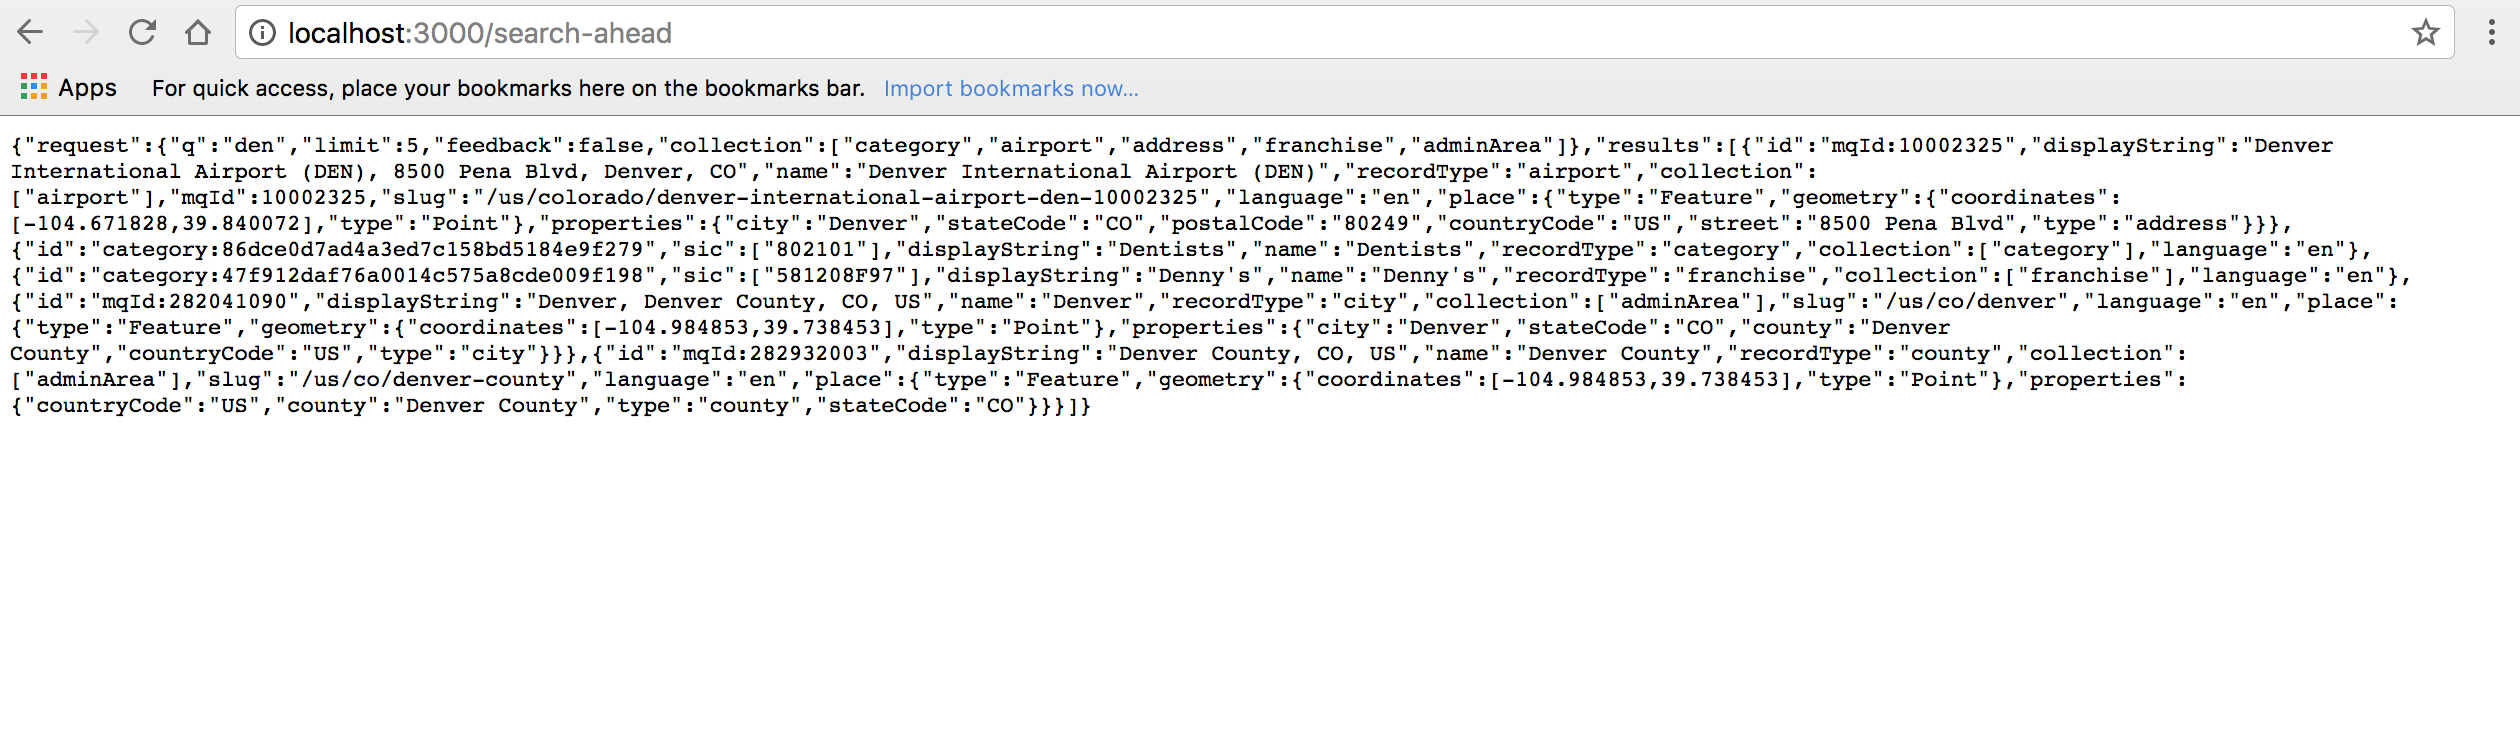 localhost:3000/search-ahead
Apps For quick access, place your bookmarks here on the bookmarks bar. Import bookmarks now...
{"request":{"q":"den","limit":5,"feedback":false,"collection":["category","airport","address","franchise","adminArea"]},"results":[{"id":"mqId:10002325","displayString":"Denver
International Airport (DEN), 8500 Pena Blvd, Denver, CO","name":"Denver International Airport (DEN)","recordType":"airport","collection":
["airport"],"mqId":10002325,"slug":"/us/colorado/denver-international-airport-den-10002325","language":"en","place":{"type":"Feature","geometry":{"coordinates":
[-104.671828,39.840072],"type":"Point"},"properties":{"city":"Denver","stateCode":"CO","postalCode":"80249","countryCode":"US","street":"8500 Pena Blvd","type":"address"}}},
{"id":"category:86dce0d7ad4a3ed7c158bd5184e9f279","sic":["802101"],"displayString":"Dentists","name":"Dentists","recordType":"category","collection":["category"],"language":"en"},
{"id":"category:47f912daf76a0014c575a8cde009f198","sic":["581208F97"],"displayString":"Denny's","name":"Denny's","recordType":"franchise","collection":["franchise"],"language":"en"},
{"id":"mqId:282041090","displayString":"Denver, Denver County, CO, US","name":"Denver","recordType":"city","collection":["adminArea"],"slug":"/us/co/denver","language":"en","place":
{"type":"Feature","geometry":{"coordinates":[-104.984853,39.738453],"type":"Point"},"properties":{"city":"Denver","stateCode":"CO","county":"Denver
County","countryCode":"US","type":"city"}}},{"id":"mqId:282932003","displayString":"Denver County, CO, US","name":"Denver County","recordType":"county","collection":
["adminArea"],"slug":"/us/co/denver-county","language":"en","place":{"type":"Feature","geometry":{"coordinates":[-104.984853,39.738453],"type":"Point"},"properties":
{"countryCode":"US","county":"Denver County","type":"county","stateCode":"CO"}}}]}